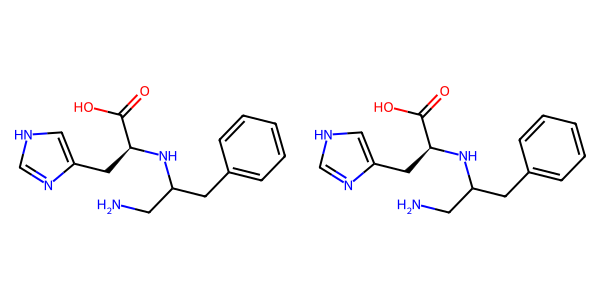 HO O HO O
HN HN
NH NH
N N
H2N H2N